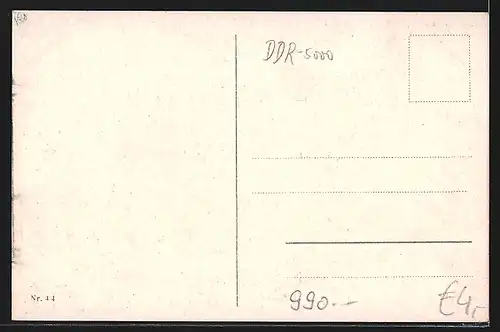 DDR-5000
Nr. 44
990.—
€4,-